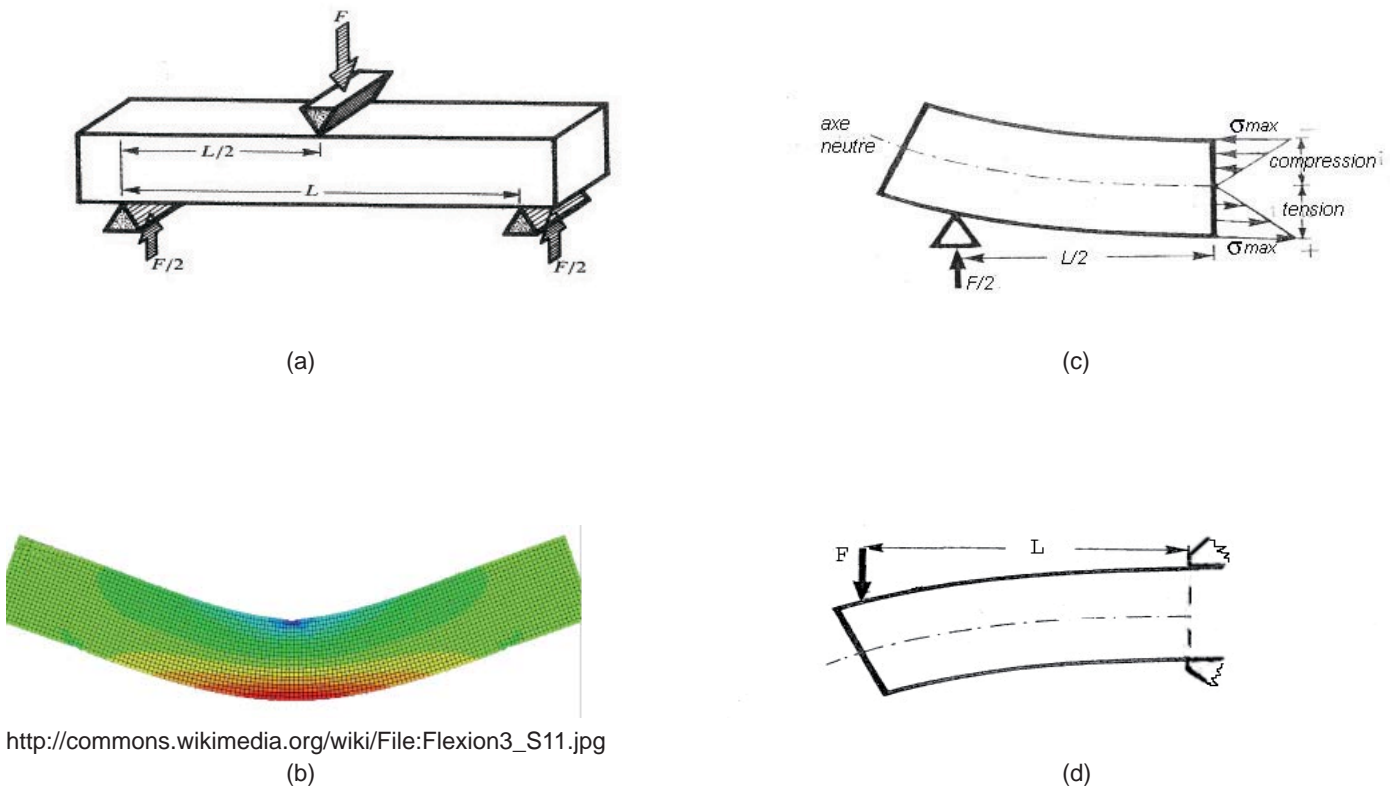 F
L/2
L
F/2
F/2
(a)
axe
neutre
σmax
compression
tension
σmax
L/2
F/2
(c)
http://commons.wikimedia.org/wiki/File:Flexion3_S11.jpg
(b)
F
L
(d)